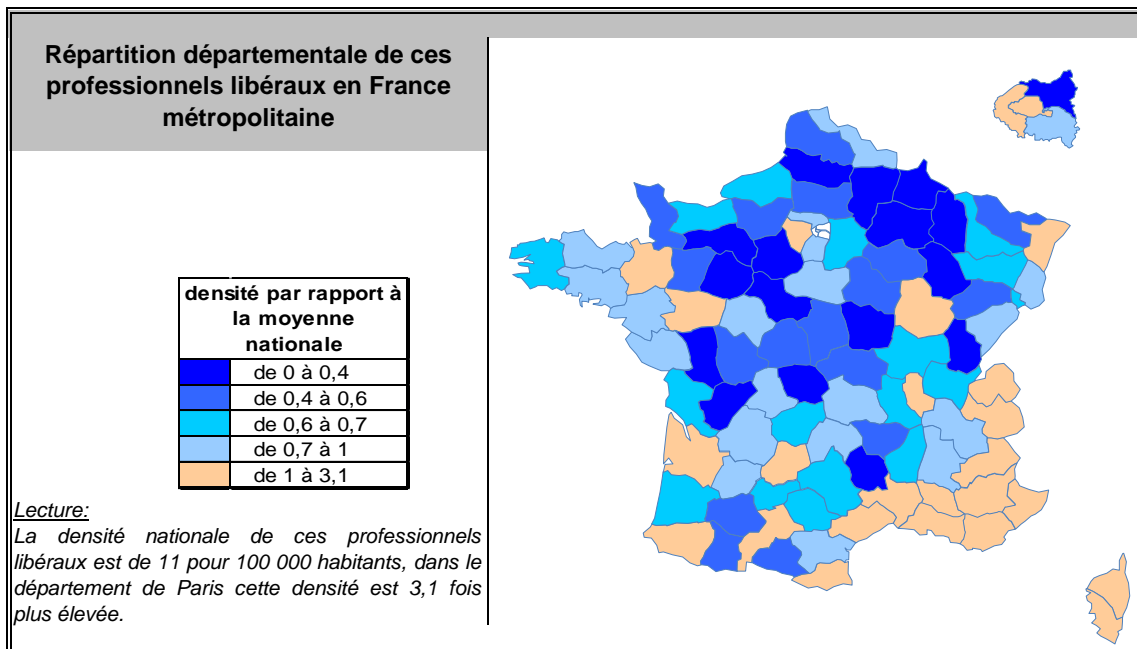 Répartition départementale de ces
professionnels libéraux en France
métropolitaine
densité par rapport à
la moyenne
nationale
de 0 à 0,4
de 0,4 à 0,6
de 0,6 à 0,7
de 0,7 à 1
de 1 à 3,1
Lecture:
La densité nationale de ces professionnels
libéraux est de 11 pour 100 000 habitants, dans le
département de Paris cette densité est 3,1 fois
plus élevée.